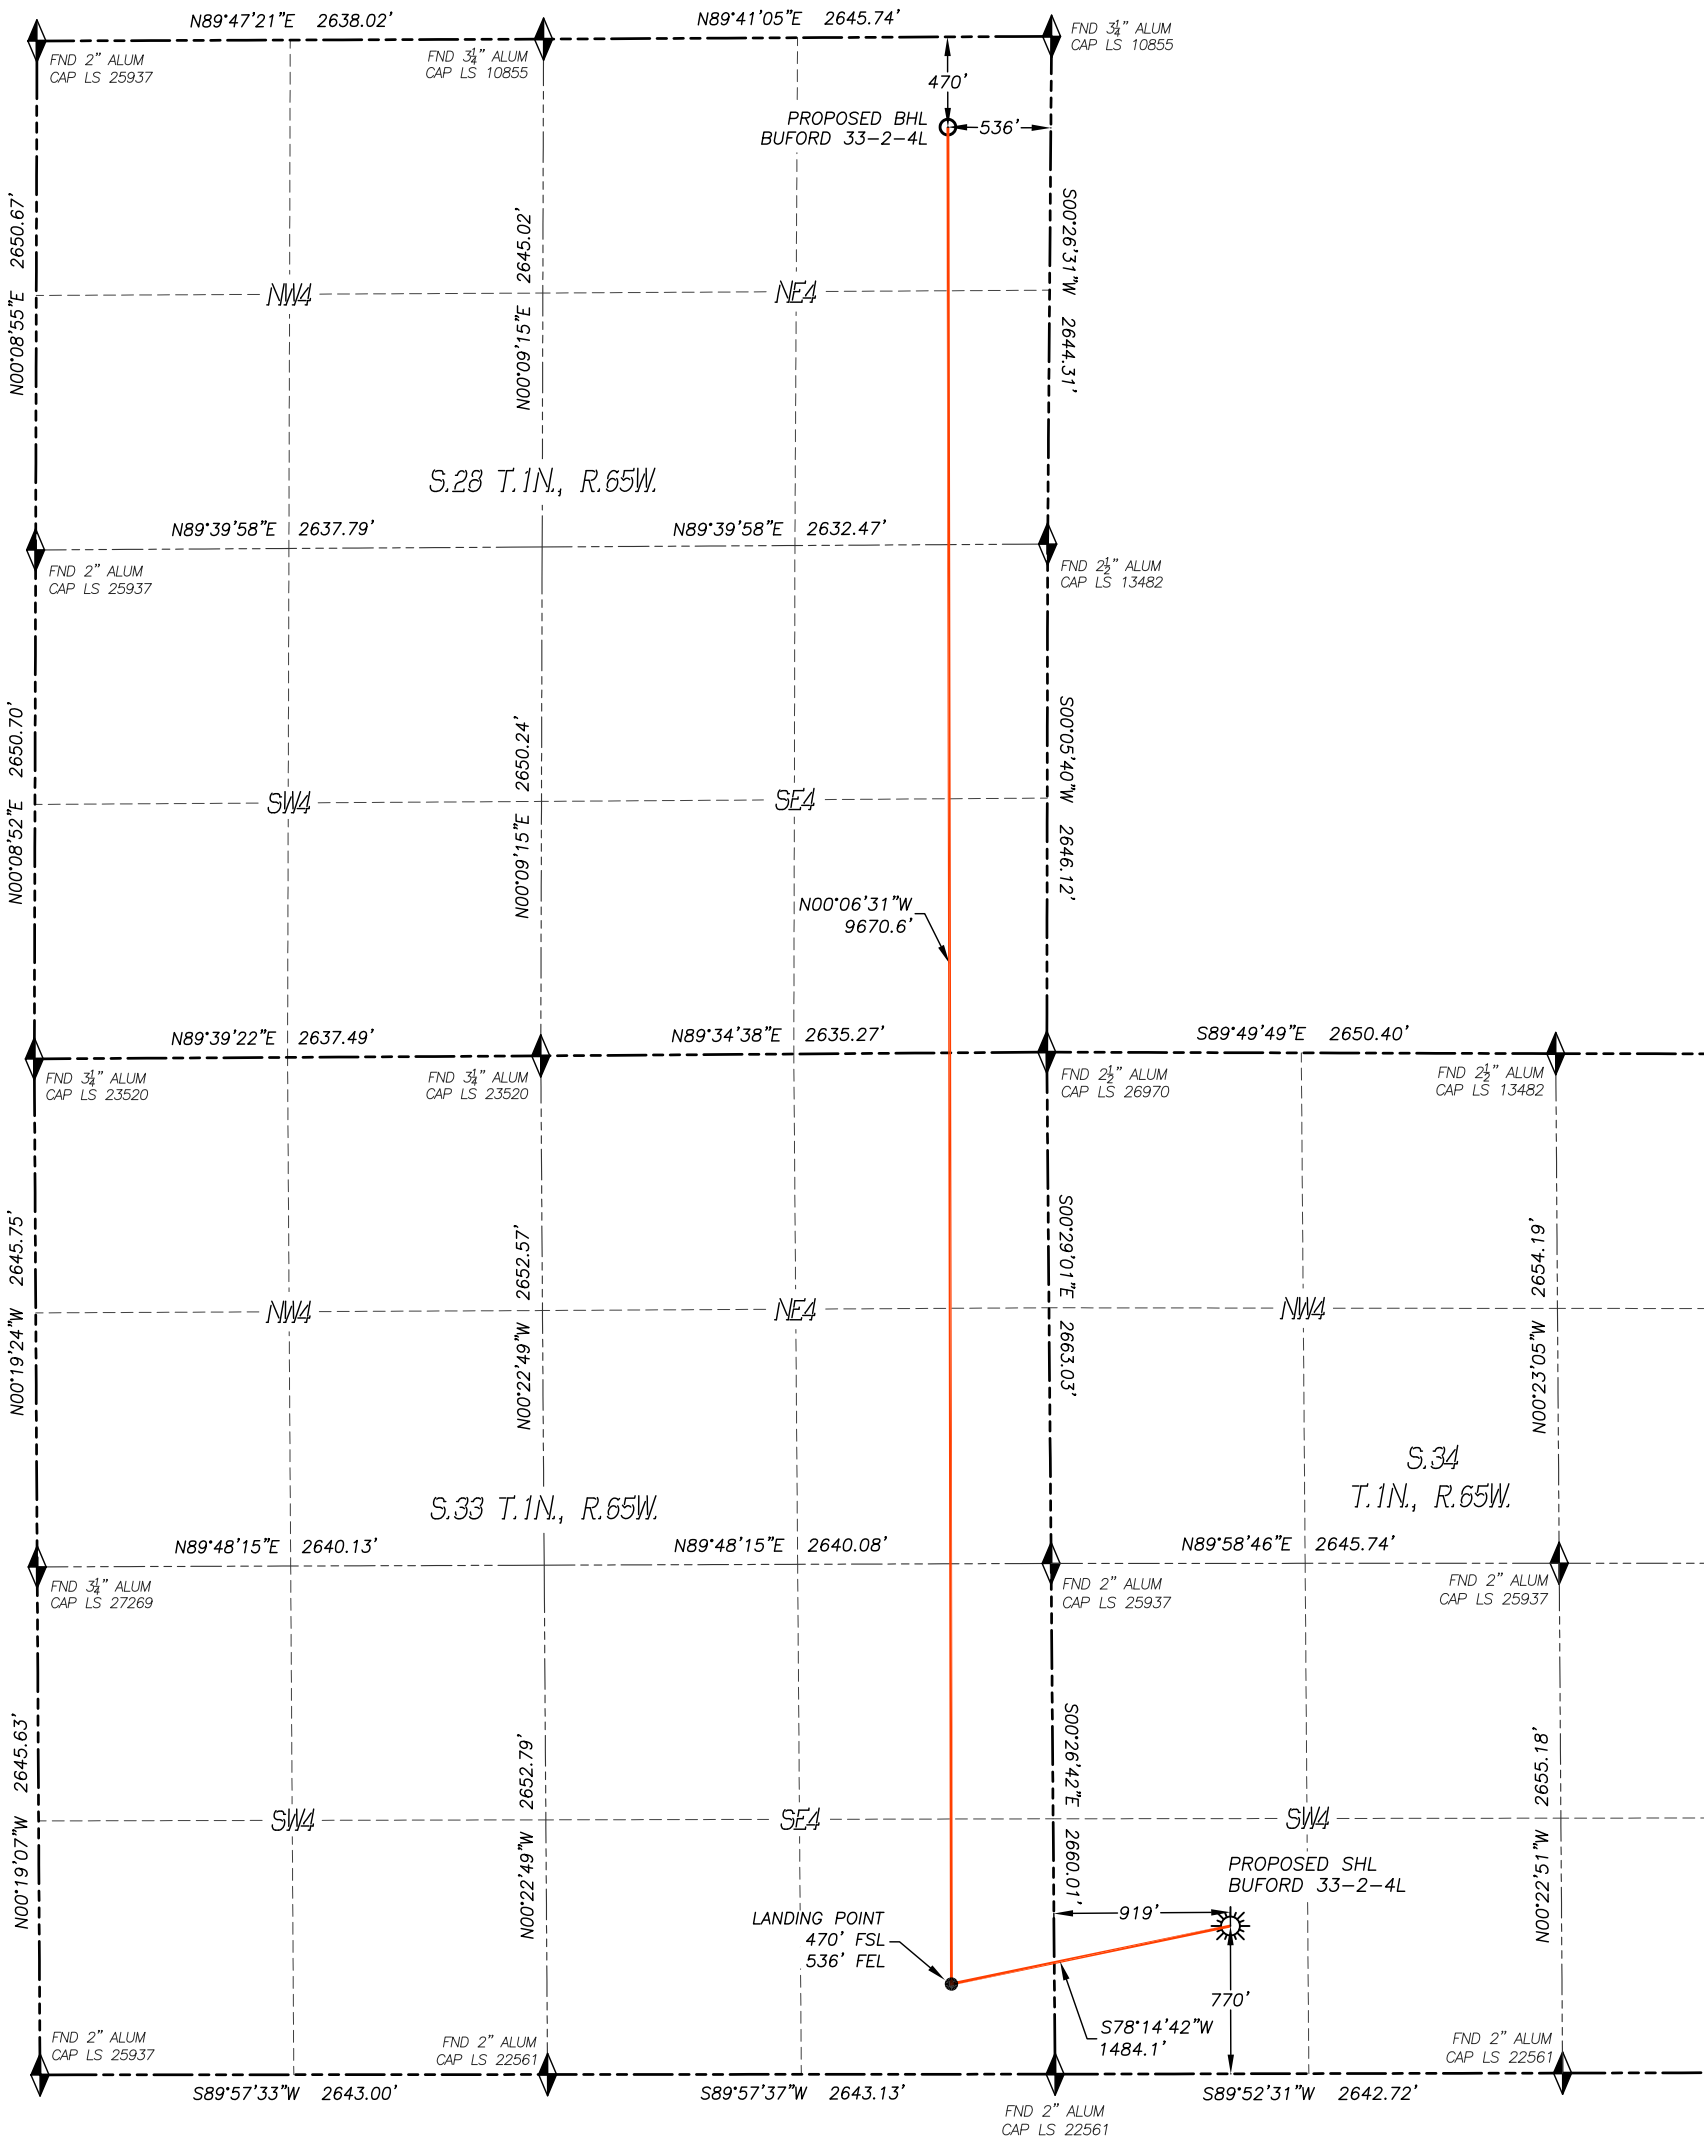 N89°47'21"E 2638.02'
N89°41'05"E 2645.74'
FND 2" ALUM
CAP LS 25937
FND 3¼" ALUM
CAP LS 10855
FND 3¼" ALUM
CAP LS 10855
470'
PROPOSED BHL
BUFORD 33-2-4L
536'
N00°08'55"E 2650.67'
N00°09'15"E 2645.02'
S00°26'31"W 2644.31'
NW4
NE4
S.28 T.1N., R.65W.
N89°39'58"E 2637.79'
N89°39'58"E 2632.47'
FND 2" ALUM
CAP LS 25937
FND 2½" ALUM
CAP LS 13482
N00°08'52"E 2650.70'
N00°09'15"E 2650.24'
S00°05'40"W 2646.12'
SW4
SE4
N00°06'31"W
9670.6'
N89°39'22"E 2637.49'
N89°34'38"E 2635.27'
S89°49'49"E 2650.40'
FND 3¼" ALUM
CAP LS 23520
FND 3¼" ALUM
CAP LS 23520
FND 2½" ALUM
CAP LS 26970
FND 2½" ALUM
CAP LS 13482
N00°19'24"W 2645.75'
N00°22'49"W 2652.57'
S00°29'01"E 2663.03'
N00°23'05"W 2654.19'
NW4
NE4
NW4
S.33 T.1N., R.65W.
S.34
T.1N., R.65W.
N89°48'15"E 2640.13'
N89°48'15"E 2640.08'
N89°58'46"E 2645.74'
FND 3¼" ALUM
CAP LS 27269
FND 2" ALUM
CAP LS 25937
FND 2" ALUM
CAP LS 25937
N00°19'07"W 2645.63'
N00°22'49"W 2652.79'
S00°26'42"E 2660.01'
N00°22'51"W 2655.18'
SW4
SE4
SW4
PROPOSED SHL
BUFORD 33-2-4L
919'
LANDING POINT
470' FSL
536' FEL
770'
S78°14'42"W
1484.1'
FND 2" ALUM
CAP LS 25937
FND 2" ALUM
CAP LS 22561
FND 2" ALUM
CAP LS 22561
S89°57'33"W 2643.00'
S89°57'37"W 2643.13'
S89°52'31"W 2642.72'
FND 2" ALUM
CAP LS 22561